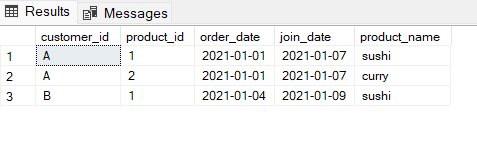 Results Messages
customer_id product_id order_date join_date product_name
1 A 1 2021-01-01 2021-01-07 sushi
2 A 2 2021-01-01 2021-01-07 curry
3 B 1 2021-01-04 2021-01-09 sushi